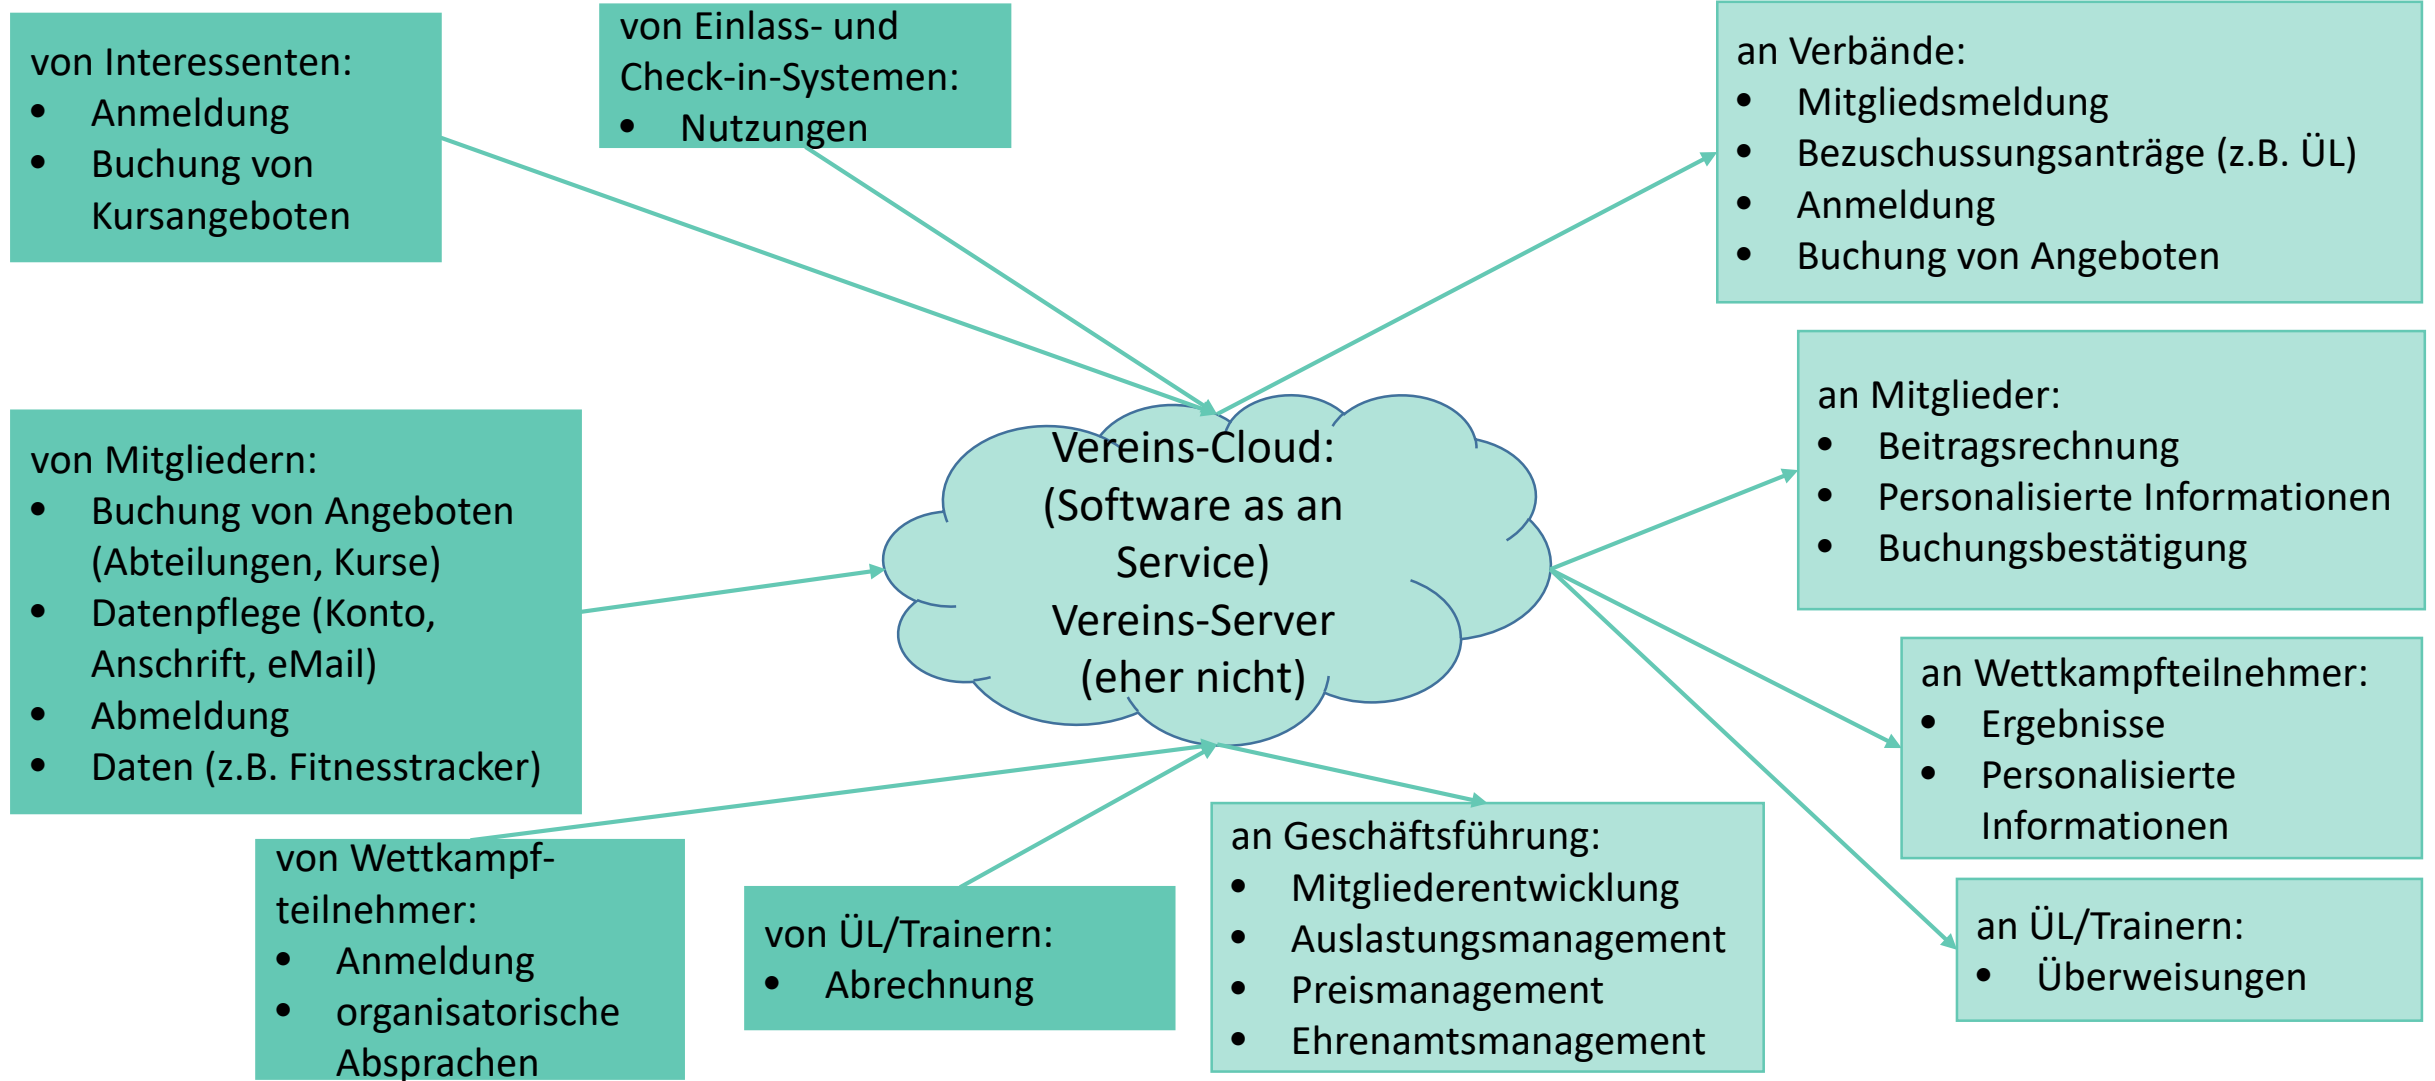 von Interessenten:
• Anmeldung
• Buchung von
Kursangeboten
von Einlass- und
Check-in-Systemen:
• Nutzungen
an Verbände:
• Mitgliedsmeldung
• Bezuschussungsanträge (z.B. ÜL)
• Anmeldung
• Buchung von Angeboten
von Mitgliedern:
• Buchung von Angeboten
(Abteilungen, Kurse)
• Datenpflege (Konto,
Anschrift, eMail)
• Abmeldung
• Daten (z.B. Fitnesstracker)
Vereins-Cloud:
(Software as an
Service)
Vereins-Server
(eher nicht)
an Mitglieder:
• Beitragsrechnung
• Personalisierte Informationen
• Buchungsbestätigung
an Wettkampfteilnehmer:
• Ergebnisse
• Personalisierte
Informationen
von Wettkampf-
teilnehmer:
• Anmeldung
• organisatorische
Absprachen
von ÜL/Trainern:
• Abrechnung
an Geschäftsführung:
• Mitgliederentwicklung
• Auslastungsmanagement
• Preismanagement
• Ehrenamtsmanagement
an ÜL/Trainern:
• Überweisungen